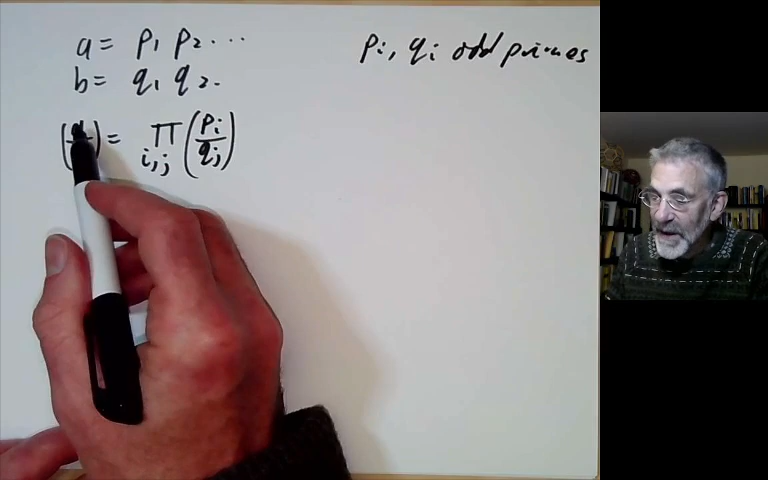 a = p₁ p₂ ...
pᵢ, qᵢ odd primes
b = q₁ q₂ ..
(a/ ) = ∏ᵢ,ⱼ (pᵢ/qⱼ)